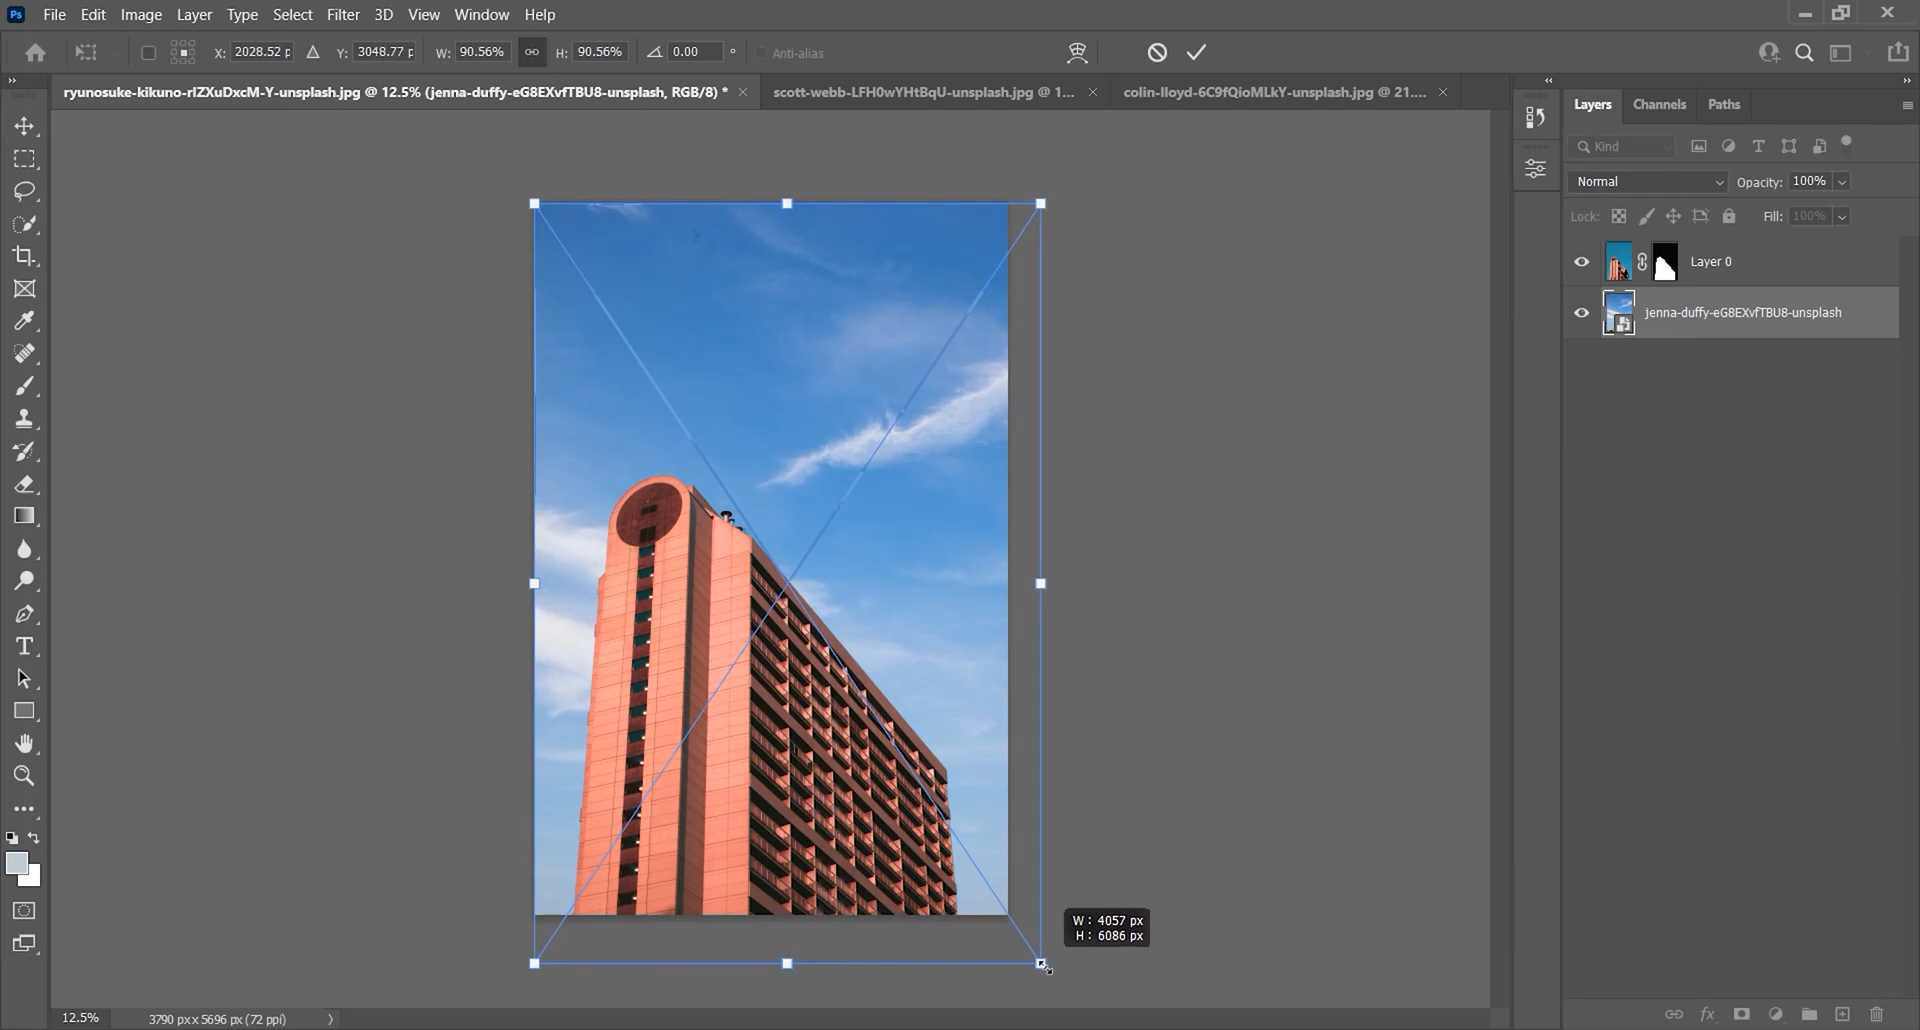 Ps File Edit Image Layer Type Select Filter 3D View Window Help
X: 2028.52 p Y: 3048.77 p W: 90.56% H: 90.56% 0.00 ° Anti-alias
ryunosuke-kikuno-rIZXuDxcM-Y-unsplash.jpg @ 12.5% (jenna-duffy-eG8EXvfTBU8-unsplash, RGB/8) * scott-webb-LFH0wYHtBqU-unsplash.jpg @ 1... colin-lloyd-6C9fQioMLkY-unsplash.jpg @ 21....
Layers Channels Paths
Kind
Normal Opacity: 100%
Lock: Fill: 100%
Layer 0
jenna-duffy-eG8EXvfTBU8-unsplash
W: 4057 px
H: 6086 px
12.5% 3790 px x 5696 px (72 ppi)